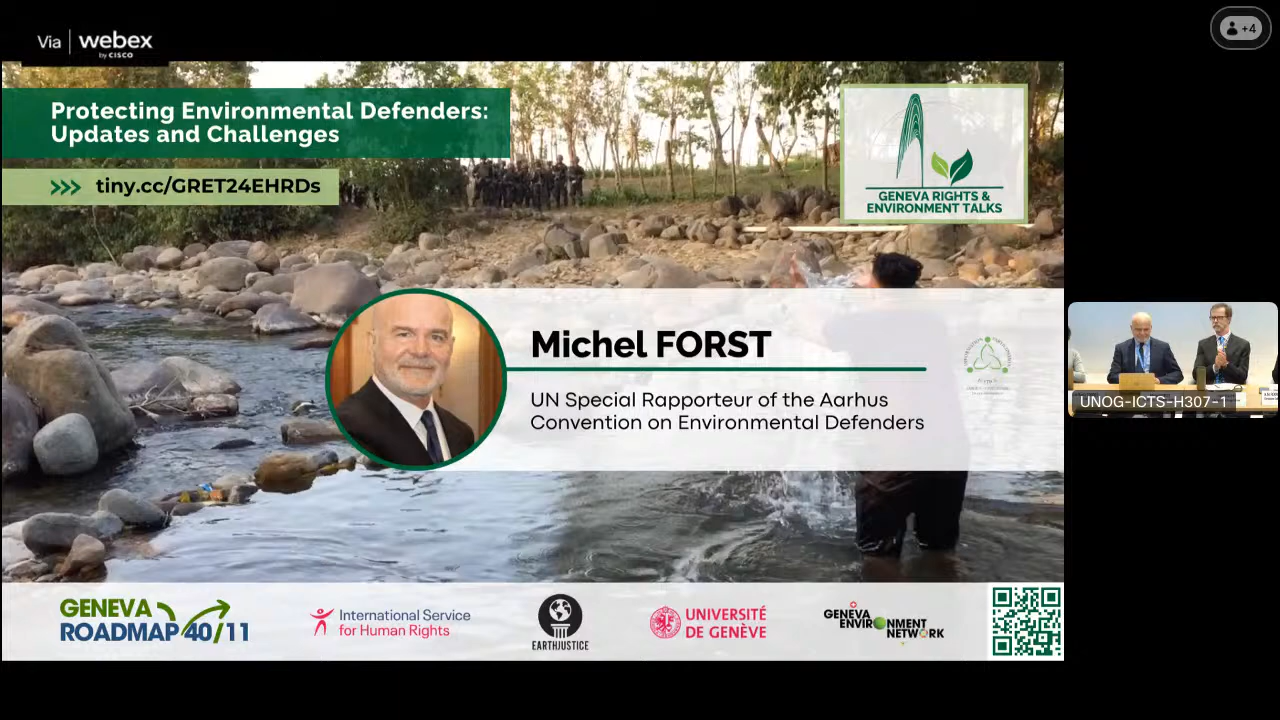 Via | webex
by CISCO
+4
Protecting Environmental Defenders:
Updates and Challenges
>>> tiny.cc/GRET24EHRDs
GENEVA RIGHTS &
ENVIRONMENT TALKS
Michel FORST
UN Special Rapporteur of the Aarhus
Convention on Environmental Defenders
UNOG-ICTS-H307-1
GENEVA
ROADMAP 40/11
International Service
for Human Rights
EARTHJUSTICE
UNIVERSITÉ
DE GENÈVE
GENEVA
ENVIRONMENT
NETWORK